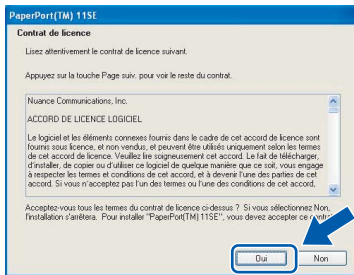 PaperPort(TM) 11SE
Contrat de licence
Lisez attentivement le contrat de licence suivant.
Appuyez sur la touche Page suiv. pour voir le reste du contrat.
Nuance Communications, Inc.
ACCORD DE LICENCE LOGICIEL
Le logiciel et les éléments connexes fournis dans le cadre de cet accord de licence sont
fournis sous licence, et non vendus, et peuvent être utilisés uniquement selon les termes
de cet accord de licence. Veuillez lire soigneusement cet accord. Le fait de télécharger,
d'installer, de copier ou d'utiliser ce logiciel de quelque manière que ce soit, vous engage
à respecter les termes et conditions de cet accord, et à devenir l'une des parties de cet
accord. Si vous n'acceptez pas l'un des termes ou l'une des conditions de cet accord,
Acceptez-vous tous les termes du contrat de licence ci-dessus ? Si vous sélectionnez Non,
l'installation s'arrêtera. Pour installer "PaperPort(TM) 11SE", vous devez accepter ce
Oui
Non